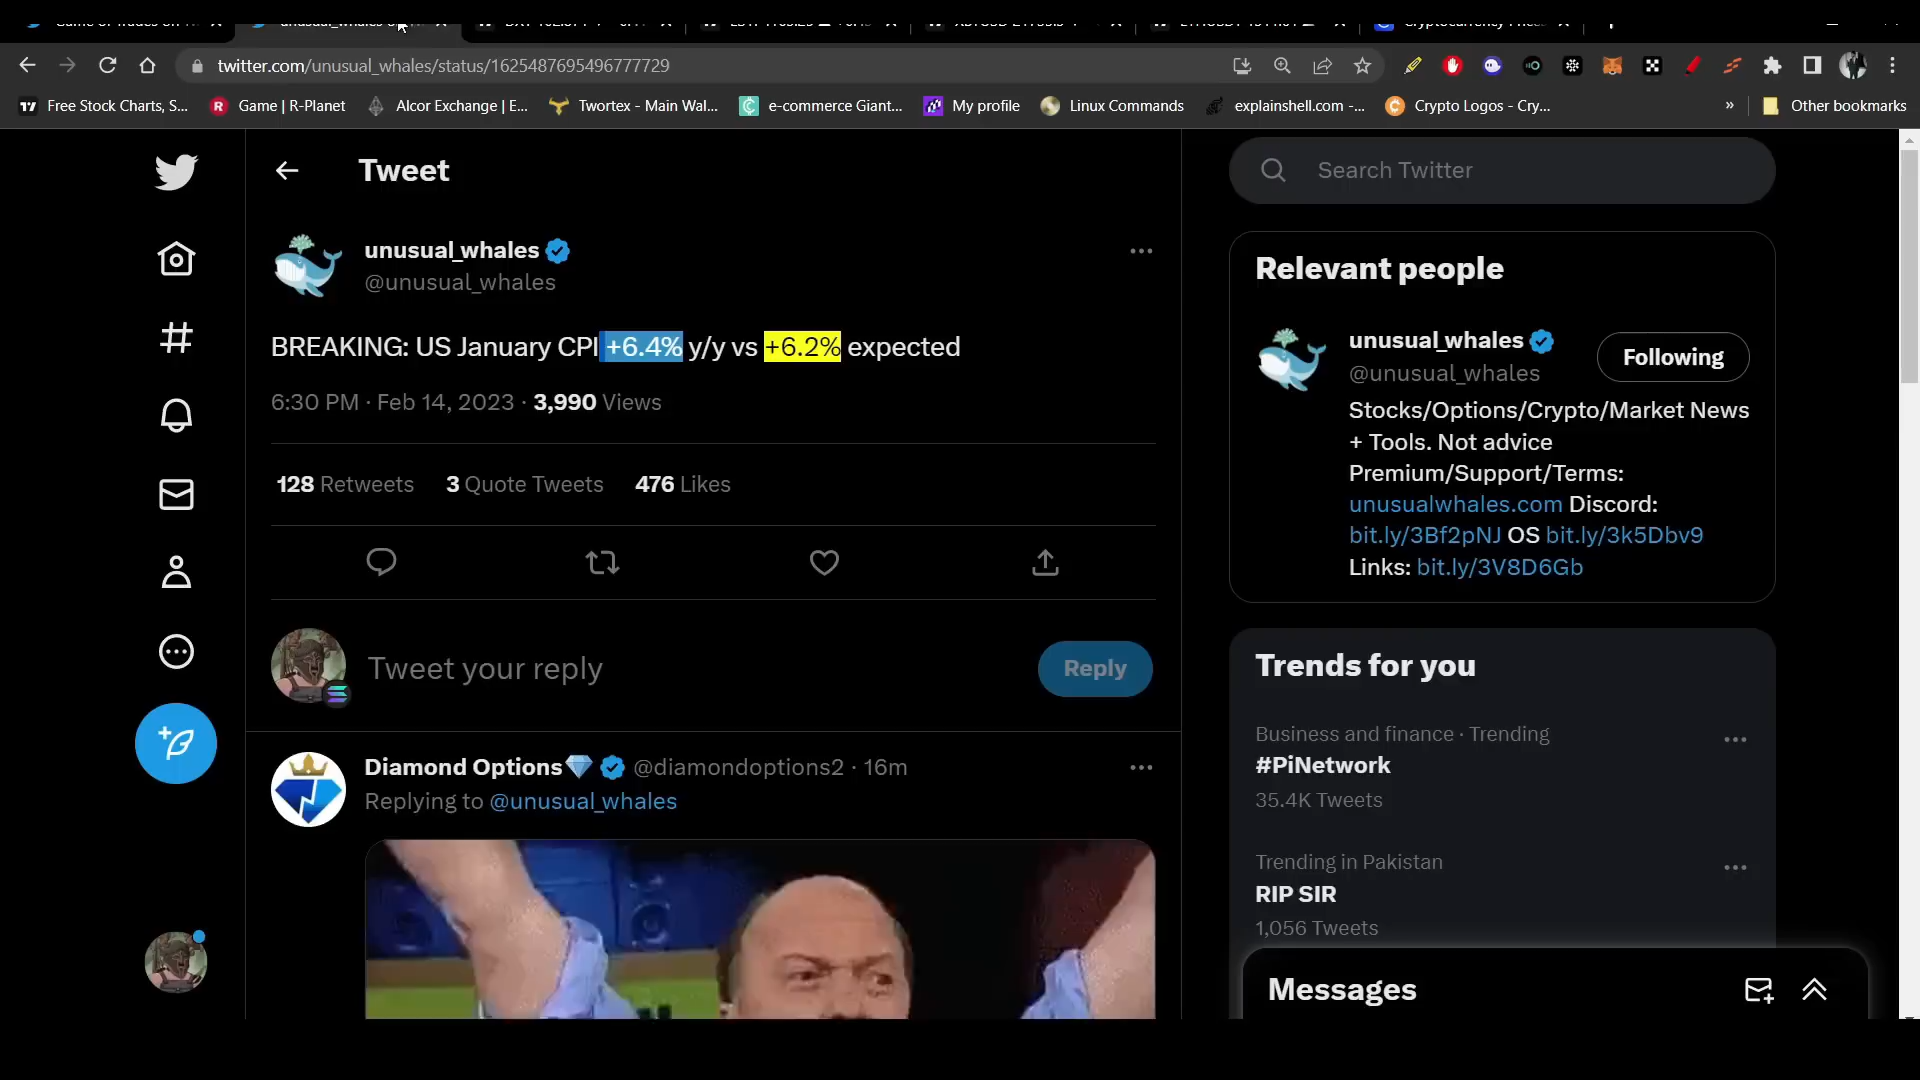 twitter.com/unusual_whales/status/1625487695496777729
Free Stock Charts, S...
Game | R-Planet
Alcor Exchange | E...
Twortex - Main Wal...
e-commerce Giant...
My profile
Linux Commands
explainshell.com -...
Crypto Logos - Cry...
»
Other bookmarks
Tweet
unusual_whales
@unusual_whales
BREAKING: US January CPI +6.4% y/y vs +6.2% expected
6:30 PM · Feb 14, 2023 · 3,990 Views
128 Retweets 3 Quote Tweets 476 Likes
Tweet your reply
Reply
Diamond Options @diamondoptions2 · 16m
Replying to @unusual_whales
Search Twitter
Relevant people
unusual_whales
@unusual_whales
Following
Stocks/Options/Crypto/Market News
+ Tools. Not advice
Premium/Support/Terms:
unusualwhales.com Discord:
bit.ly/3Bf2pNJ OS bit.ly/3k5Dbv9
Links: bit.ly/3V8D6Gb
Trends for you
Business and finance · Trending
#PiNetwork
35.4K Tweets
Trending in Pakistan
RIP SIR
1,056 Tweets
Messages